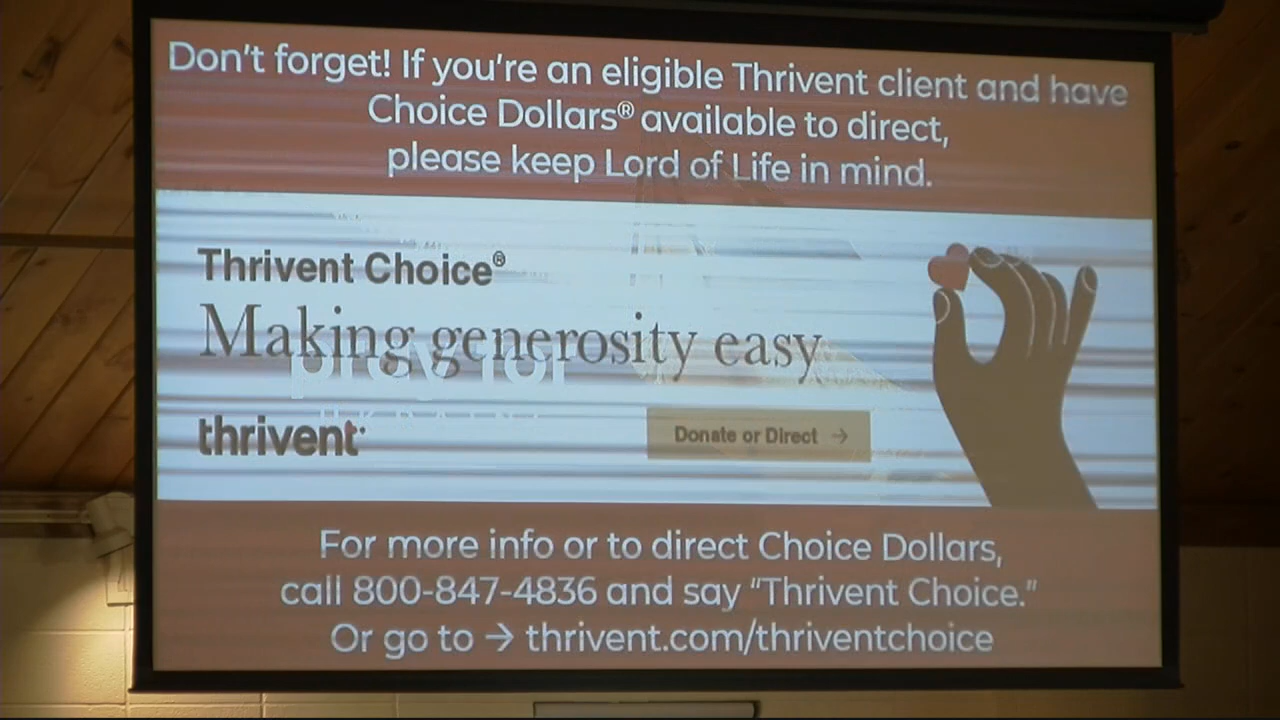 Don't forget! If you're an eligible Thrivent client and have
Choice Dollars® available to direct,
please keep Lord of Life in mind.
Thrivent Choice®
Making generosity easy
pray for
thrivent
Donate or Direct →
For more info or to direct Choice Dollars,
call 800-847-4836 and say "Thrivent Choice."
Or go to → thrivent.com/thriventchoice